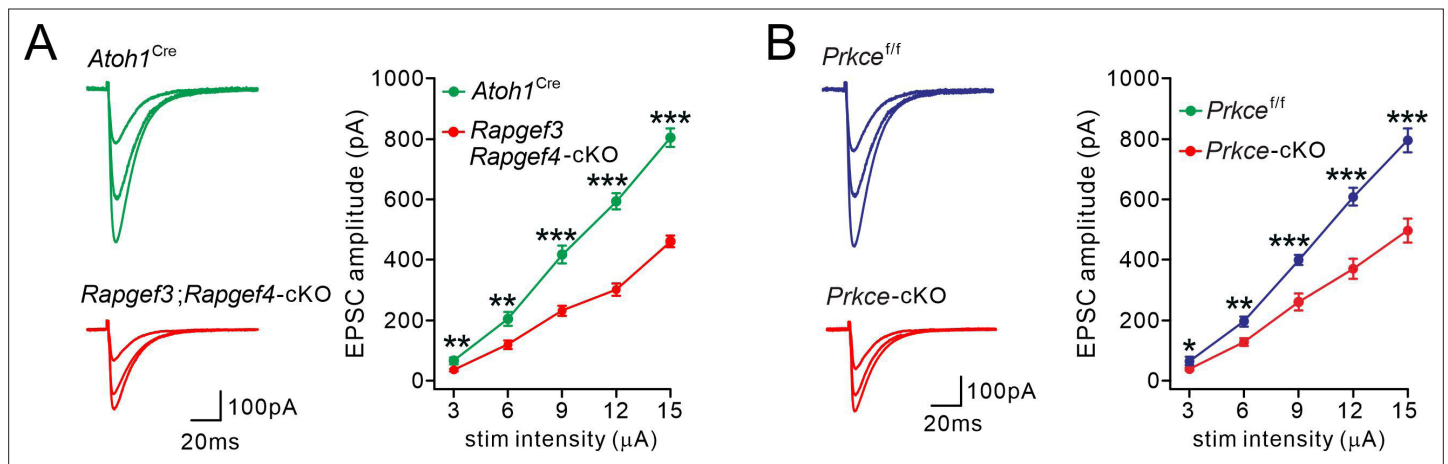 A
Atoh1Cre
Rapgef3;Rapgef4-cKO
100pA
20ms
EPSC amplitude (pA)
1000
800
600
400
200
0
Atoh1Cre
Rapgef3
Rapgef4-cKO
**
**
***
***
***
3 6 9 12 15
stim intensity (μA)
B
Prkcef/f
Prkce-cKO
100pA
20ms
EPSC amplitude (pA)
1000
800
600
400
200
0
Prkcef/f
Prkce-cKO
*
**
***
***
***
3 6 9 12 15
stim intensity (μA)